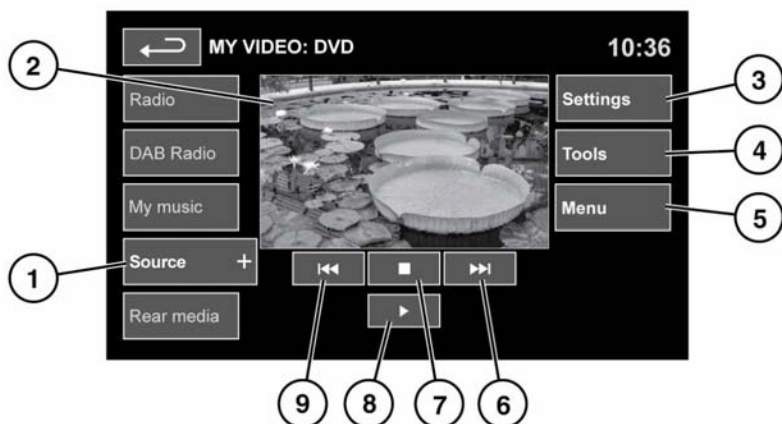 MY VIDEO: DVD 10:36
2
Radio
Settings
3
DAB Radio
Tools
4
My music
Menu
5
1
Source +
Rear media
9 8 7 6